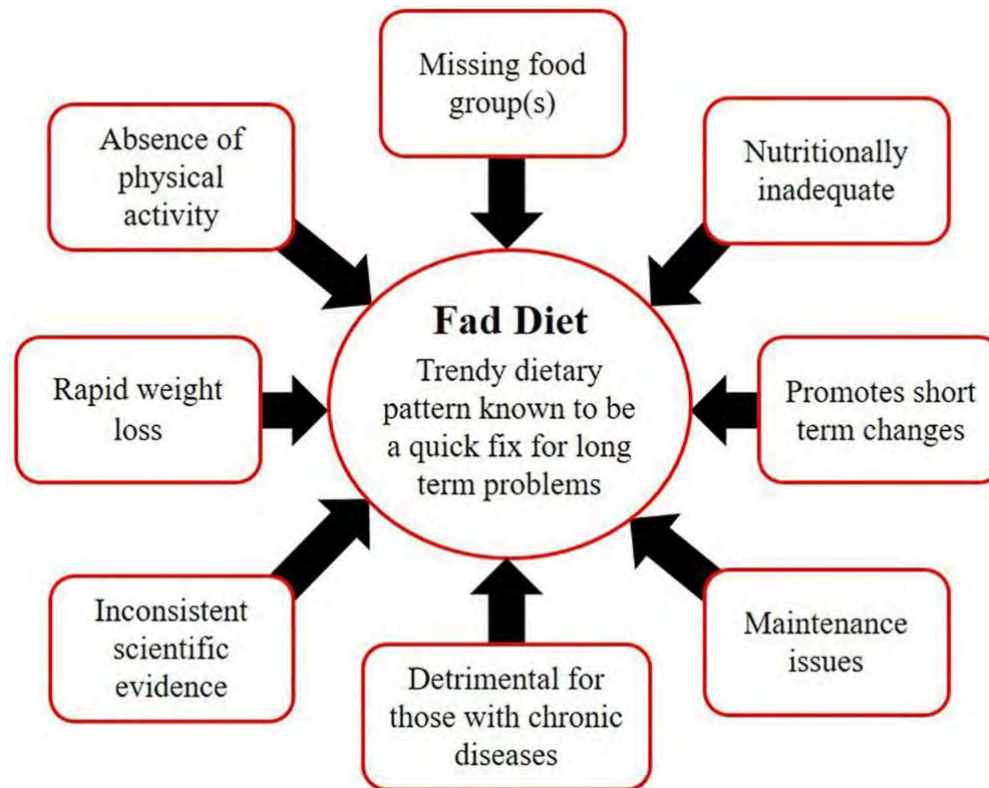 Missing food
group(s)
Absence of
physical
activity
Nutritionally
inadequate
Fad Diet
Trendy dietary
pattern known to be
a quick fix for long
term problems
Rapid weight
loss
Promotes short
term changes
Inconsistent
scientific
evidence
Detrimental for
those with chronic
diseases
Maintenance
issues